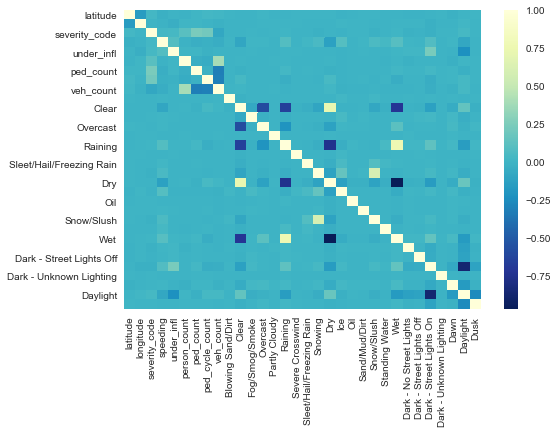 latitude
severity_code
under_infl
ped_count
veh_count
Clear
Overcast
Raining
Sleet/Hail/Freezing Rain
Dry
Oil
Snow/Slush
Wet
Dark - Street Lights Off
Dark - Unknown Lighting
Daylight
latitude
longitude
severity_code
speeding
under_infl
person_count
ped_count
ped_cycle_count
veh_count
Blowing Sand/Dirt
Clear
Fog/Smog/Smoke
Overcast
Partly Cloudy
Raining
Severe Crosswind
Sleet/Hail/Freezing Rain
Snowing
Dry
Ice
Oil
Sand/Mud/Dirt
Snow/Slush
Standing Water
Wet
Dark - No Street Lights
Dark - Street Lights Off
Dark - Street Lights On
Dark - Unknown Lighting
Dawn
Daylight
Dusk
1.00
0.75
0.50
0.25
0.00
−0.25
−0.50
−0.75